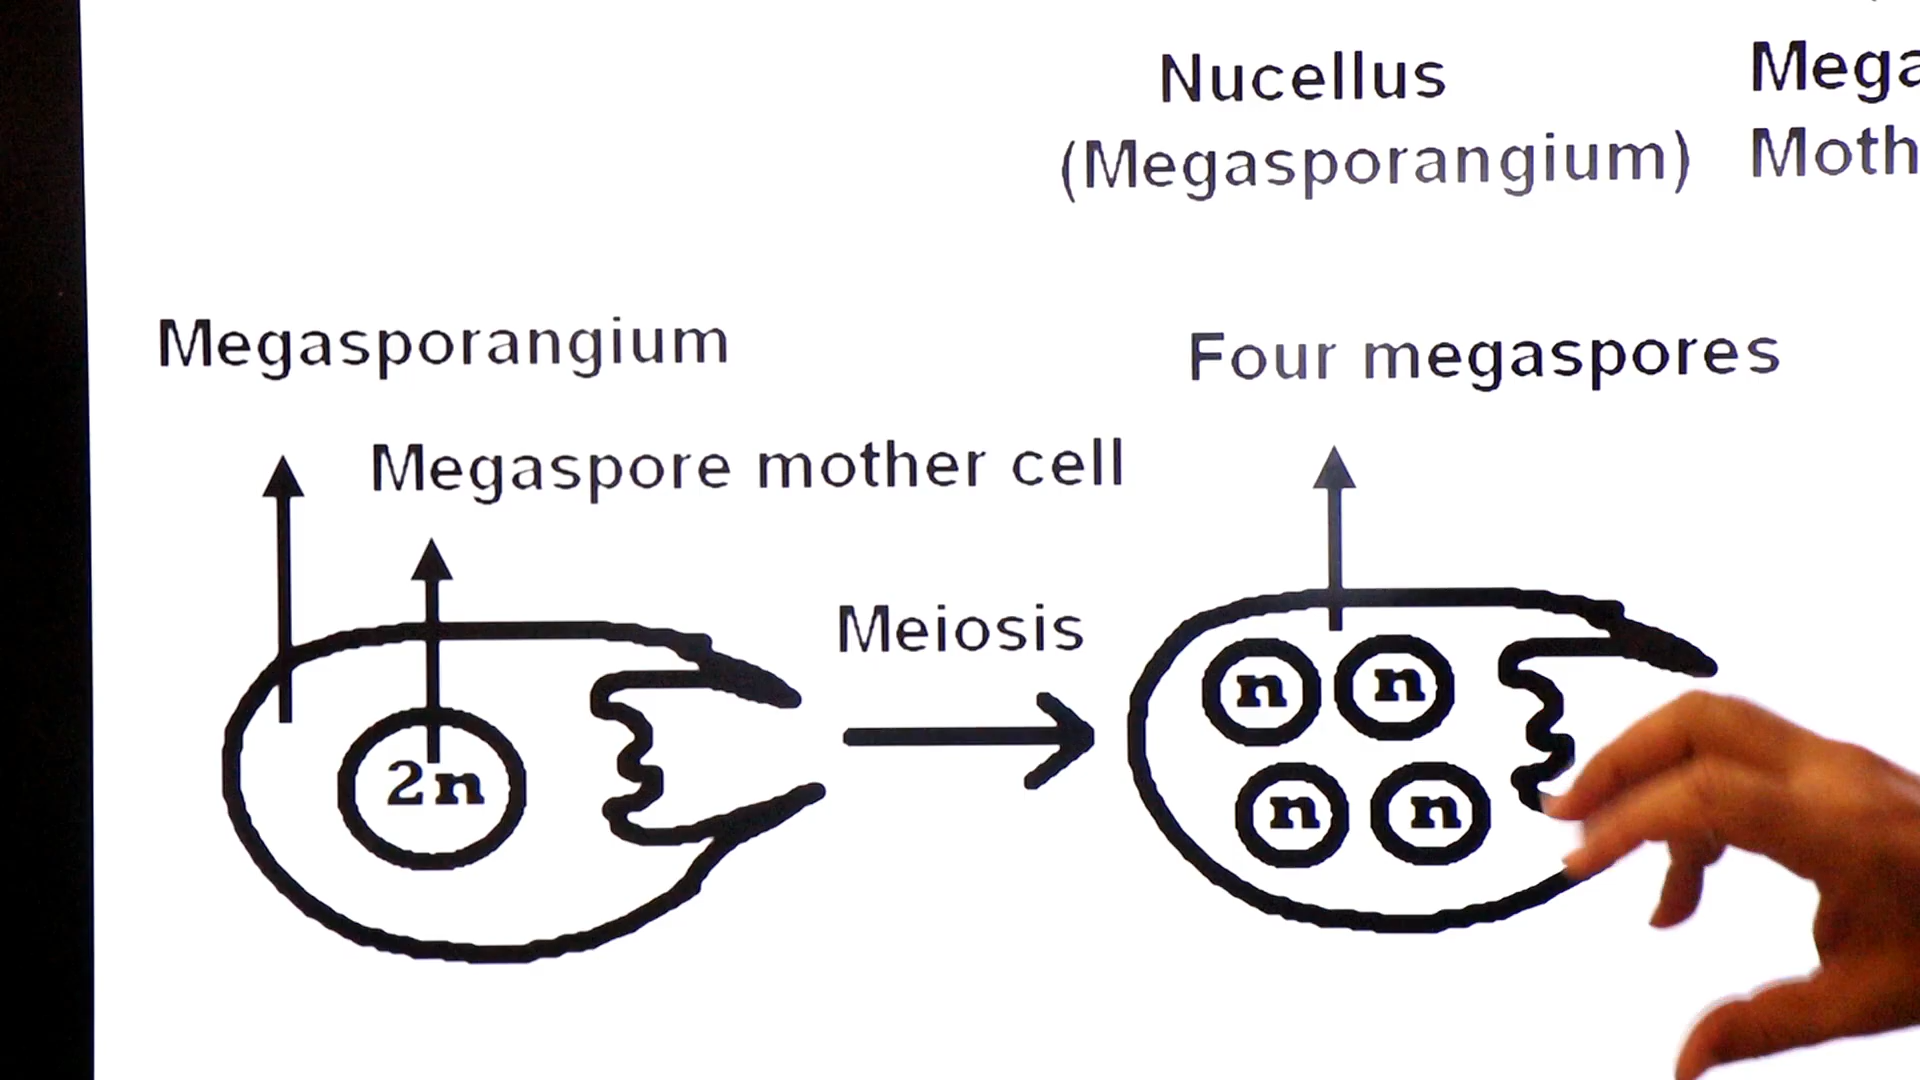 Nucellus
(Megasporangium)
Megasporangium
Four megaspores
Megaspore mother cell
Meiosis
2n
n n
n n